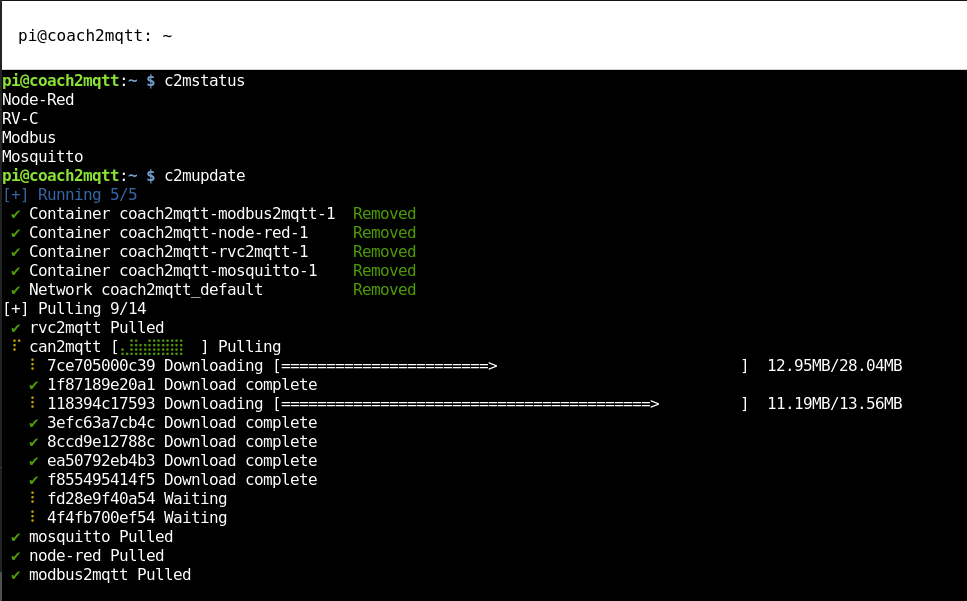 pi@coach2mqtt: ~
pi@coach2mqtt:~ $ c2mstatus
Node-Red
RV-C
Modbus
Mosquitto
pi@coach2mqtt:~ $ c2mupdate
[+] Running 5/5
✔ Container coach2mqtt-modbus2mqtt-1  Removed
✔ Container coach2mqtt-node-red-1     Removed
✔ Container coach2mqtt-rvc2mqtt-1     Removed
✔ Container coach2mqtt-mosquitto-1    Removed
✔ Network coach2mqtt_default          Removed
[+] Pulling 9/14
✔ rvc2mqtt Pulled
⠏ can2mqtt [⣀⣿⣶⣿⣿⣿⣿  ] Pulling
⠸ 7ce705000c39 Downloading [=======================>                           ]  12.95MB/28.04MB
✔ 1f87189e20a1 Download complete
⠸ 118394c17593 Downloading [=========================================>         ]  11.19MB/13.56MB
✔ 3efc63a7cb4c Download complete
✔ 8ccd9e12788c Download complete
✔ ea50792eb4b3 Download complete
✔ f855495414f5 Download complete
⠸ fd28e9f40a54 Waiting
⠸ 4f4fb700ef54 Waiting
✔ mosquitto Pulled
✔ node-red Pulled
✔ modbus2mqtt Pulled